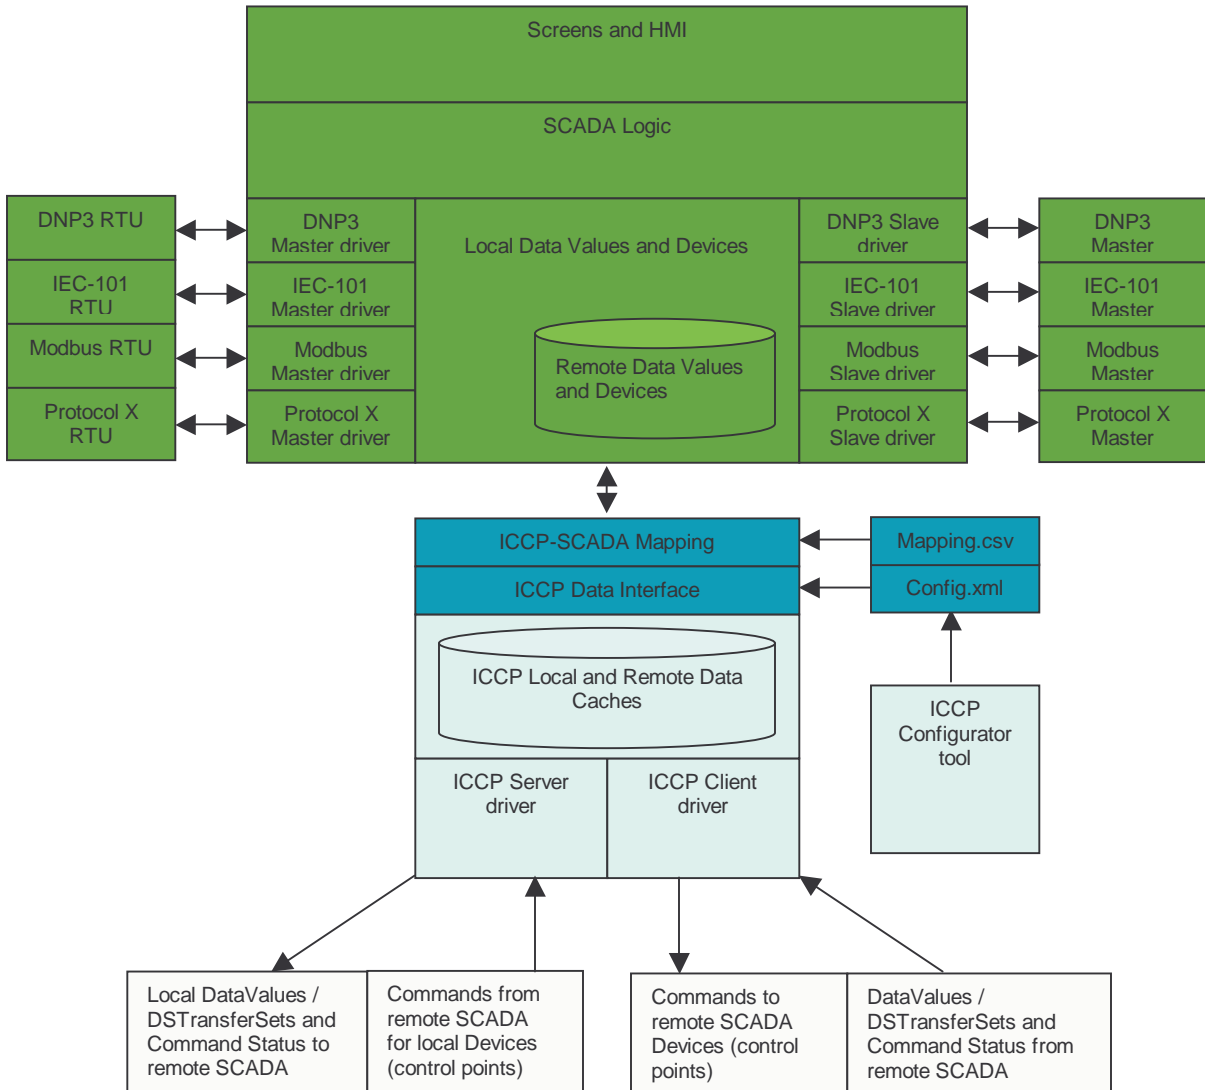 Screens and HMI
SCADA Logic
DNP3 RTU
IEC-101
RTU
Modbus RTU
Protocol X
RTU
DNP3
Master driver
IEC-101
Master driver
Modbus
Master driver
Protocol X
Master driver
Local Data Values and Devices
Remote Data Values
and Devices
DNP3 Slave
driver
IEC-101
Slave driver
Modbus
Slave driver
Protocol X
Slave driver
DNP3
Master
IEC-101
Master
Modbus
Master
Protocol X
Master
ICCP-SCADA Mapping
ICCP Data Interface
Mapping.csv
Config.xml
ICCP Local and Remote Data
Caches
ICCP
Configurator
tool
ICCP Server
driver
ICCP Client
driver
Local DataValues /
DSTransferSets and
Command Status to
remote SCADA
Commands from
remote SCADA
for local Devices
(control points)
Commands to
remote SCADA
Devices (control
points)
DataValues /
DSTransferSets and
Command Status from
remote SCADA